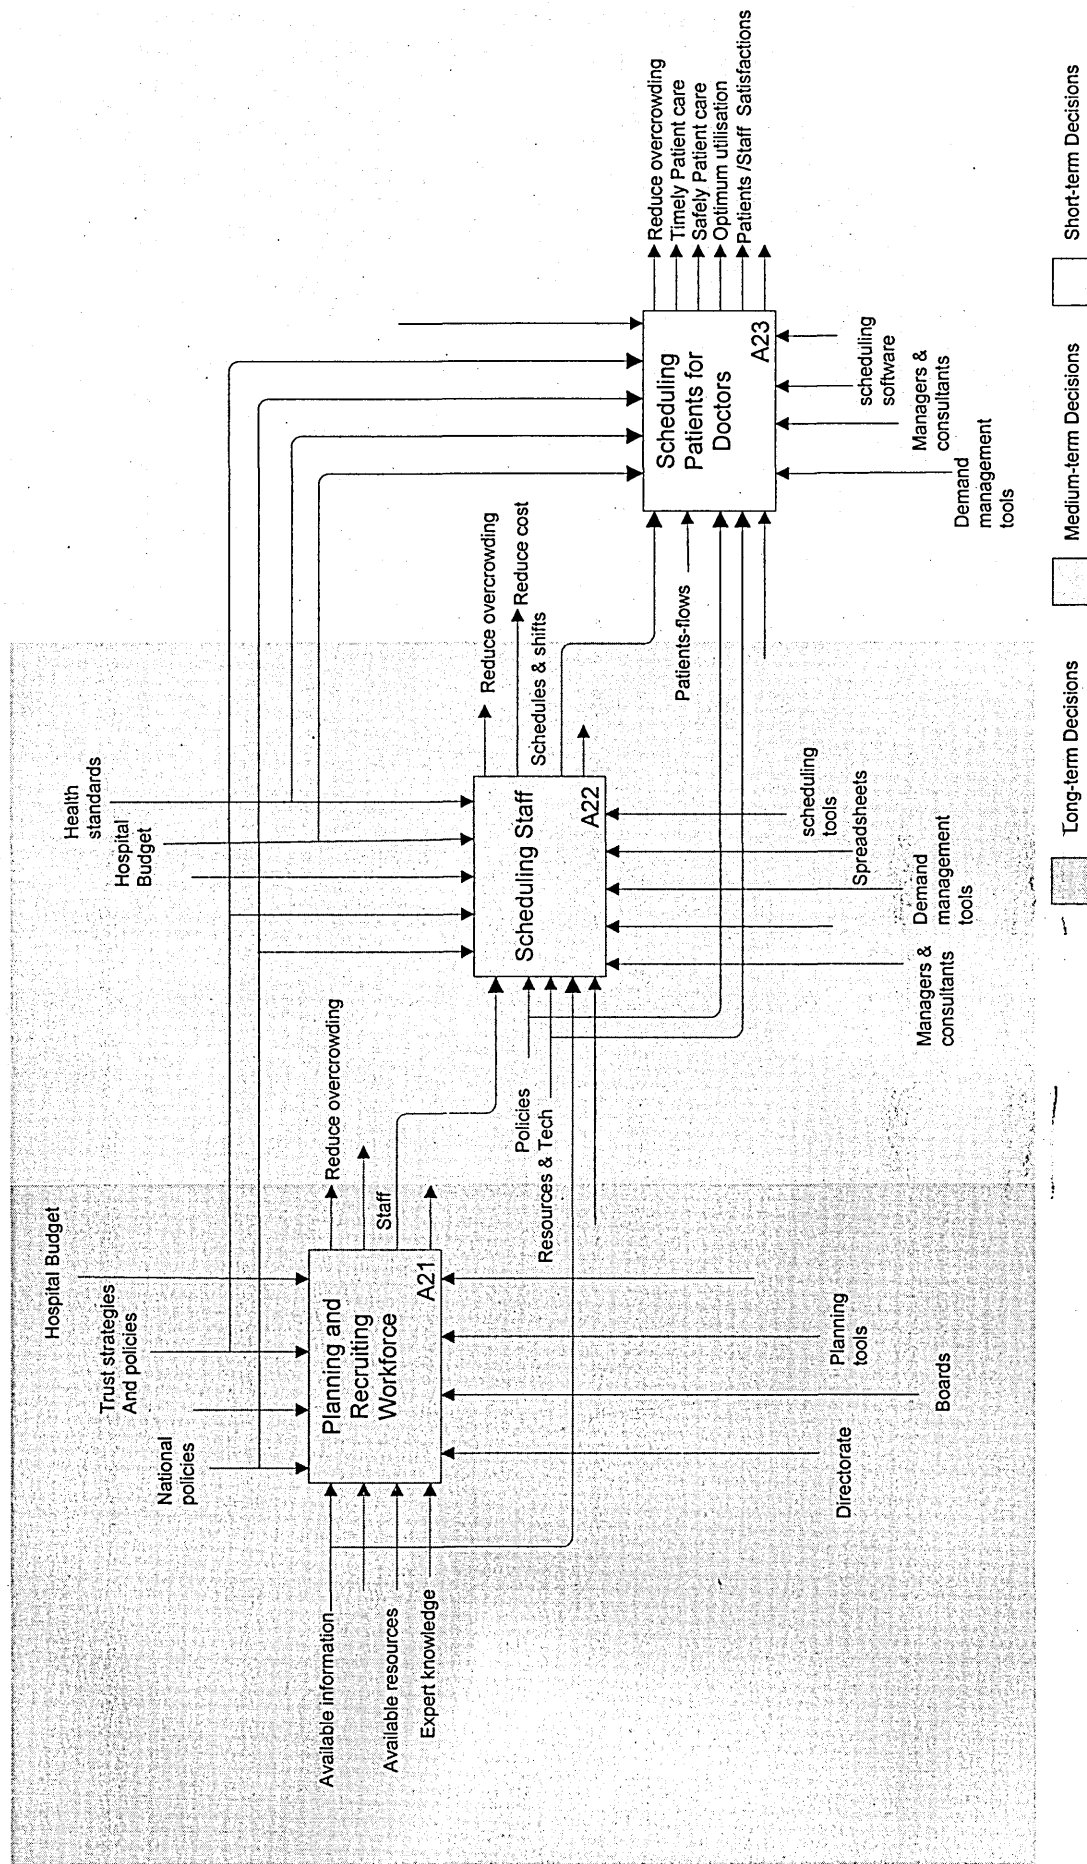 Hospital Budget
Trust strategies
And policies
National
policies
Available information
Available resources
Expert knowledge
Planning and
Recruiting
Workforce
A21
Reduce overcrowding
Staff
Directorate
Boards
Planning
tools
Health
standards
Hospital
Budget
Policies
Resources & Tech
Scheduling Staff
A22
Reduce overcrowding
Reduce cost
Schedules & shifts
Managers &
consultants
Demand
management
tools
Spreadsheets
scheduling
tools
Patients-flows
Scheduling
Patients for
Doctors
A23
Reduce overcrowding
Timely Patient care
Safely Patient care
Optimum utilisation
Patients /Staff Satisfactions
Demand
management
tools
Managers &
consultants
scheduling
software
Long-term Decisions
Medium-term Decisions
Short-term Decisions